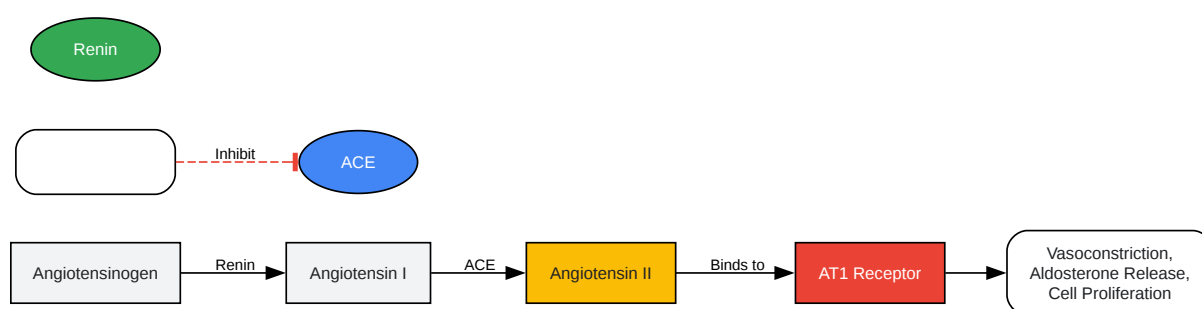 Renin
Inhibit
ACE
Angiotensinogen
Renin
Angiotensin I
ACE
Angiotensin II
Binds to
AT1 Receptor
Vasoconstriction,
Aldosterone Release,
Cell Proliferation